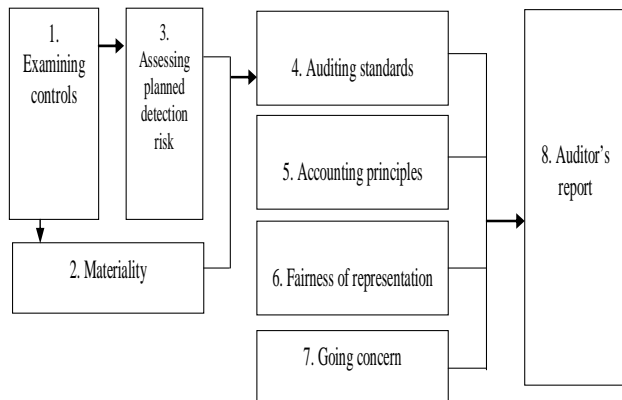 1.
Examining
controls
3.
Assessing
planned
detection
risk
2. Materiality
4. Auditing standards
5. Accounting principles
6. Fairness of representation
7. Going concern
8. Auditor's
report